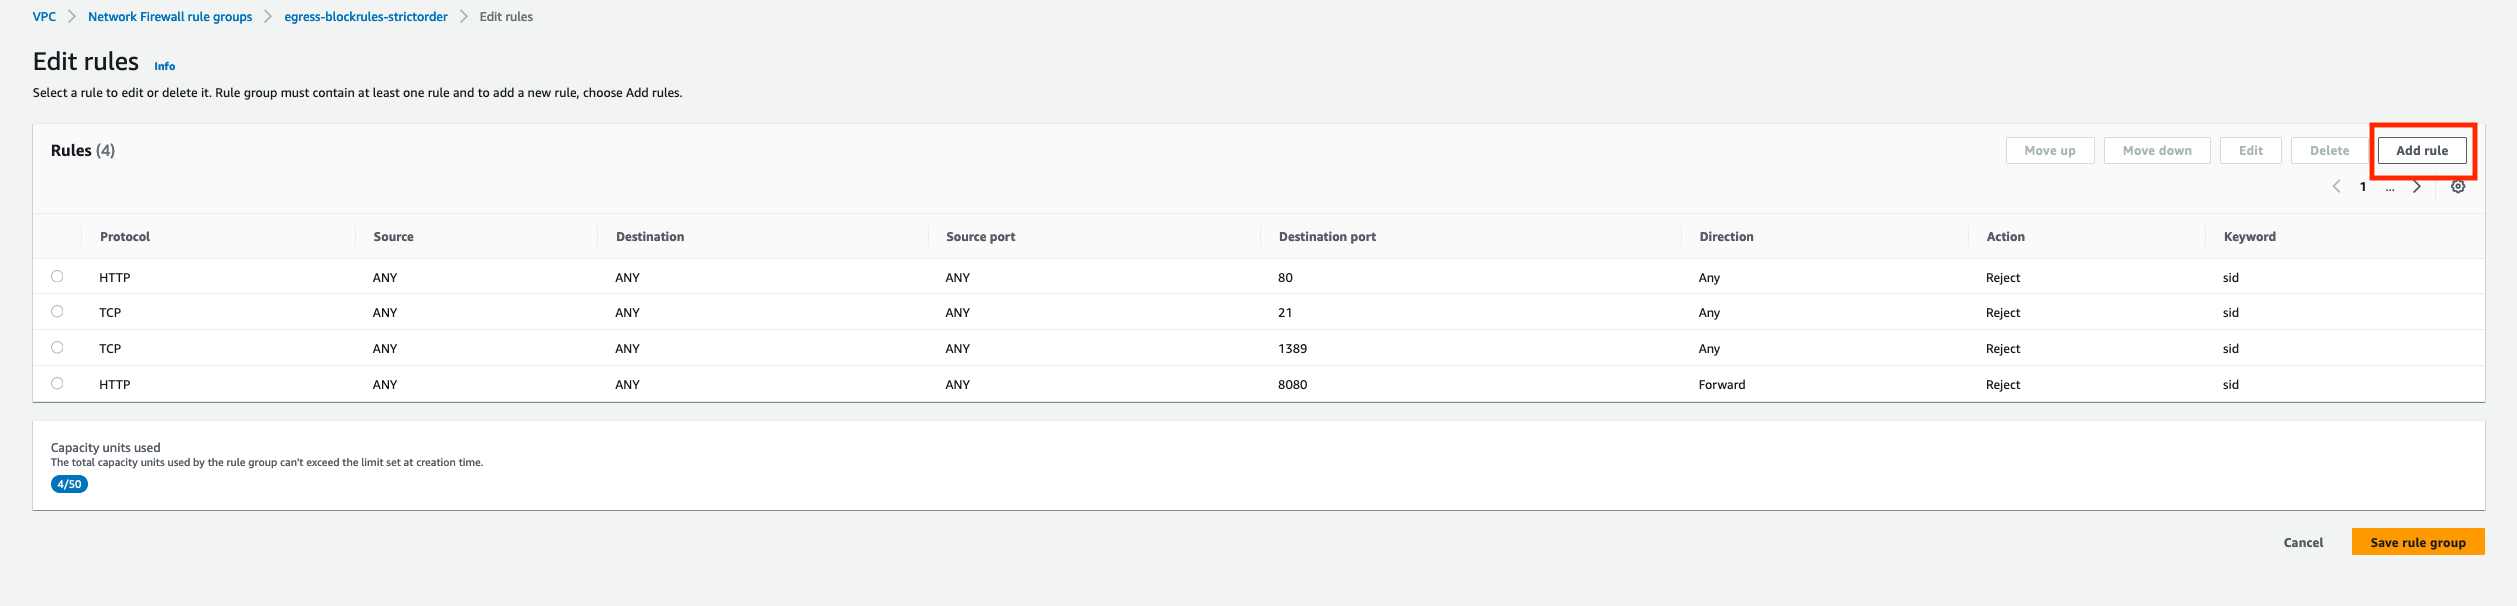 VPC > Network Firewall rule groups > egress-blockrules-strictorder > Edit rules
Edit rules Info
Select a rule to edit or delete it. Rule group must contain at least one rule and to add a new rule, choose Add rules.
Rules (4) Move up Move down Edit Delete Add rule
1 ...
Protocol Source Destination Source port Destination port Direction Action Keyword
HTTP ANY ANY ANY 80 Any Reject sid
TCP ANY ANY ANY 21 Any Reject sid
TCP ANY ANY ANY 1389 Any Reject sid
HTTP ANY ANY ANY 8080 Forward Reject sid
Capacity units used
The total capacity units used by the rule group can't exceed the limit set at creation time.
4/50
Cancel Save rule group